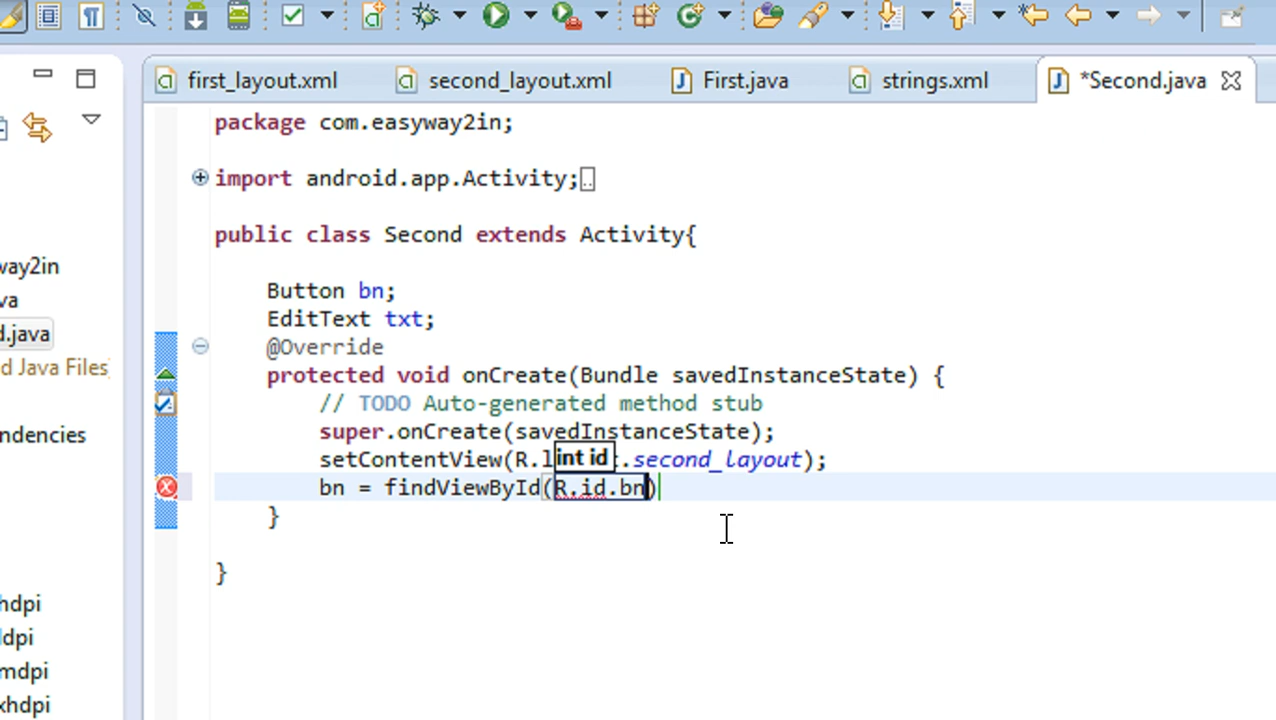 first_layout.xml second_layout.xml First.java strings.xml *Second.java
package com.easyway2in;
import android.app.Activity;
public class Second extends Activity{
way2in
va
Button bn;
EditText txt;
d.java
@Override
d Java Files
protected void onCreate(Bundle savedInstanceState) {
// TODO Auto-generated method stub
ndencies
super.onCreate(savedInstanceState);
int id
setContentView(R.l .second_layout);
bn = findViewById(R.id.bn)
}
}
hdpi
ldpi
mdpi
xhdpi